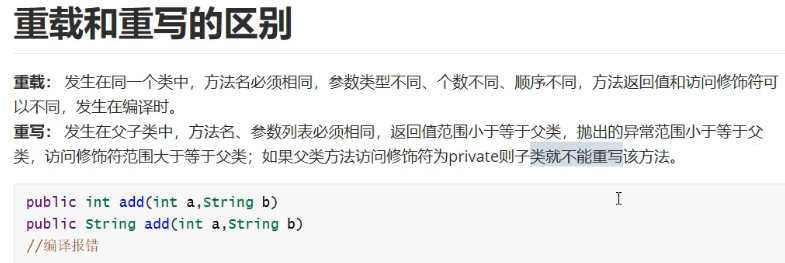 重载和重写的区别
重载： 发生在同一个类中，方法名必须相同，参数类型不同、个数不同、顺序不同，方法返回值和访问修饰符可
以不同，发生在编译时。
重写： 发生在父子类中，方法名、参数列表必须相同，返回值范围小于等于父类，抛出的异常范围小于等于父
类，访问修饰符范围大于等于父类；如果父类方法访问修饰符为private则子类就不能重写该方法。
public int add(int a,String b)
public String add(int a,String b)
//编译报错